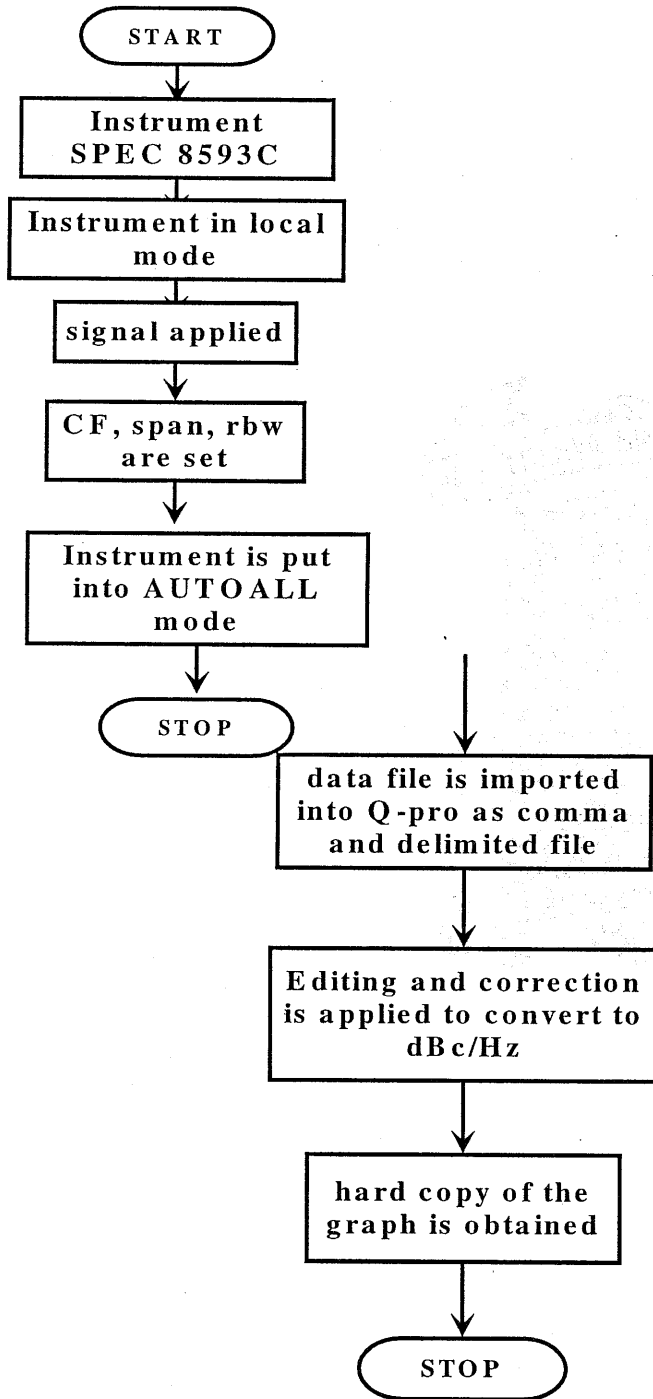 START
Instrument
SPEC 8593C
Instrument in local
mode
signal applied
CF, span, rbw
are set
Instrument is put
into AUTOALL
mode
STOP
data file is imported
into Q-pro as comma
and delimited file
Editing and correction
is applied to convert to
dBc/Hz
hard copy of the
graph is obtained
STOP